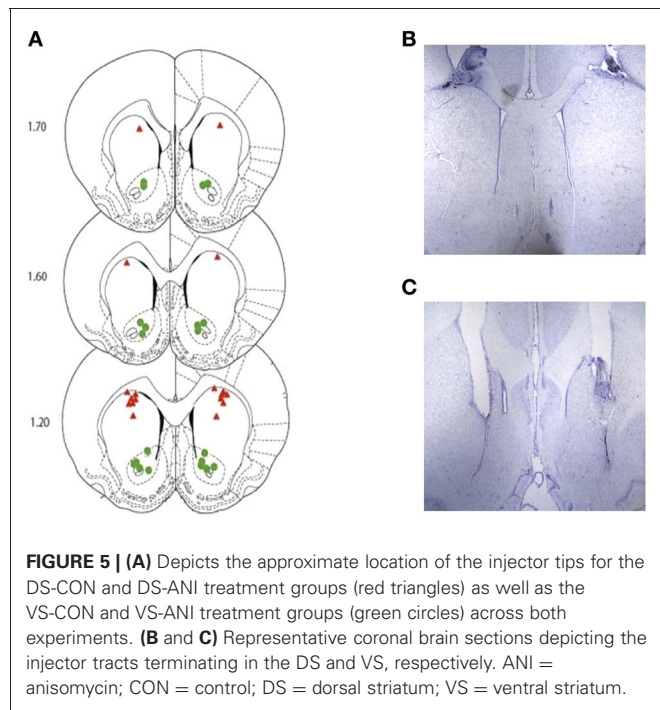 A
B
1.70
1.60
C
1.20
FIGURE 5 | (A) Depicts the approximate location of the injector tips for the
DS-CON and DS-ANI treatment groups (red triangles) as well as the
VS-CON and VS-ANI treatment groups (green circles) across both
experiments. (B and C) Representative coronal brain sections depicting the
injector tracts terminating in the DS and VS, respectively. ANI =
anisomycin; CON = control; DS = dorsal striatum; VS = ventral striatum.